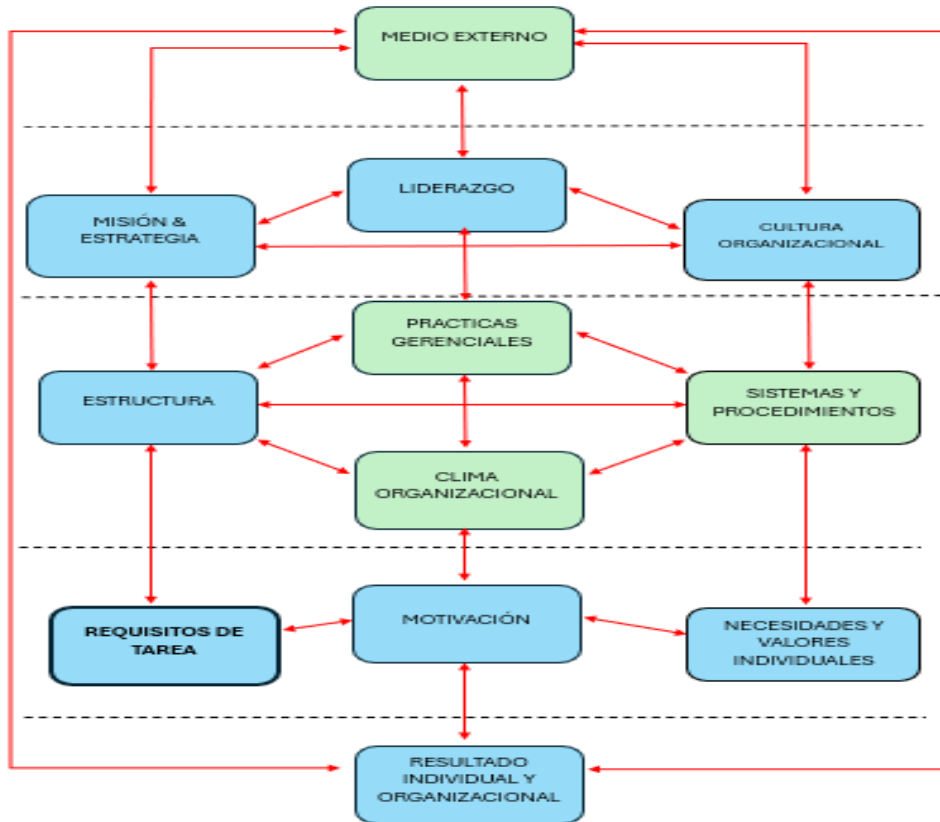 MEDIO EXTERNO
LIDERAZGO
MISIÓN &
ESTRATEGIA
CULTURA
ORGANIZACIONAL
PRACTICAS
GERENCIALES
ESTRUCTURA
SISTEMAS Y
PROCEDIMIENTOS
CLIMA
ORGANIZACIONAL
REQUISITOS DE
TAREA
MOTIVACIÓN
NECESIDADES Y
VALORES
INDIVIDUALES
RESULTADO
INDIVIDUAL Y
ORGANIZACIONAL